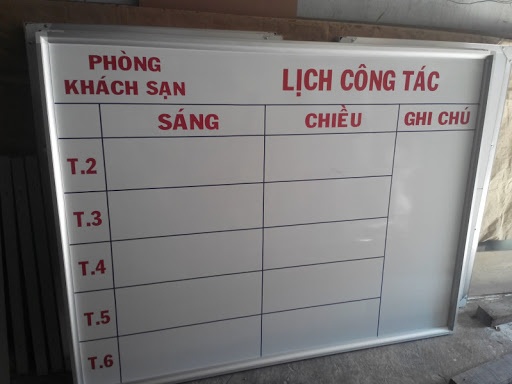 PHÒNG
KHÁCH SẠN
LỊCH CÔNG TÁC
SÁNG
CHIỀU
GHI CHÚ
T.2
T.3
T.4
T.5
T.6